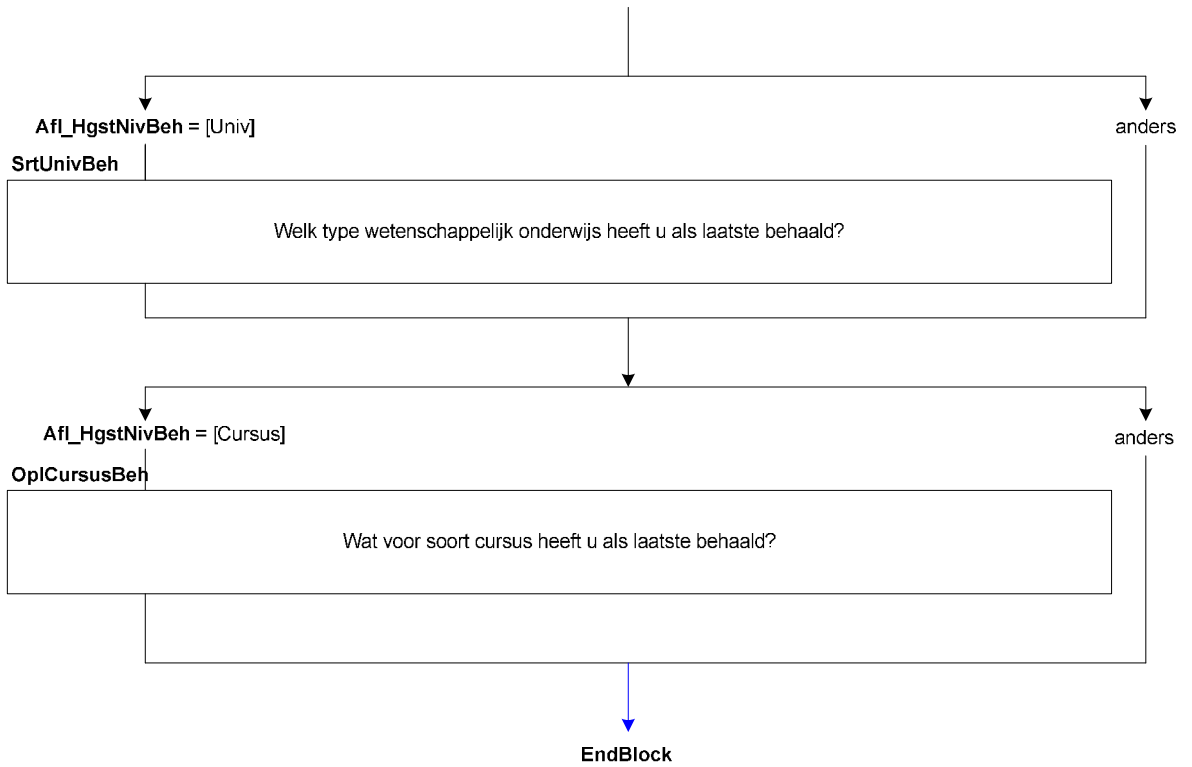 Afl_HgstNivBeh = [Univ]
anders
SrtUnivBeh
Welk type wetenschappelijk onderwijs heeft u als laatste behaald?
Afl_HgstNivBeh = [Cursus]
anders
OplCursusBeh
Wat voor soort cursus heeft u als laatste behaald?
EndBlock